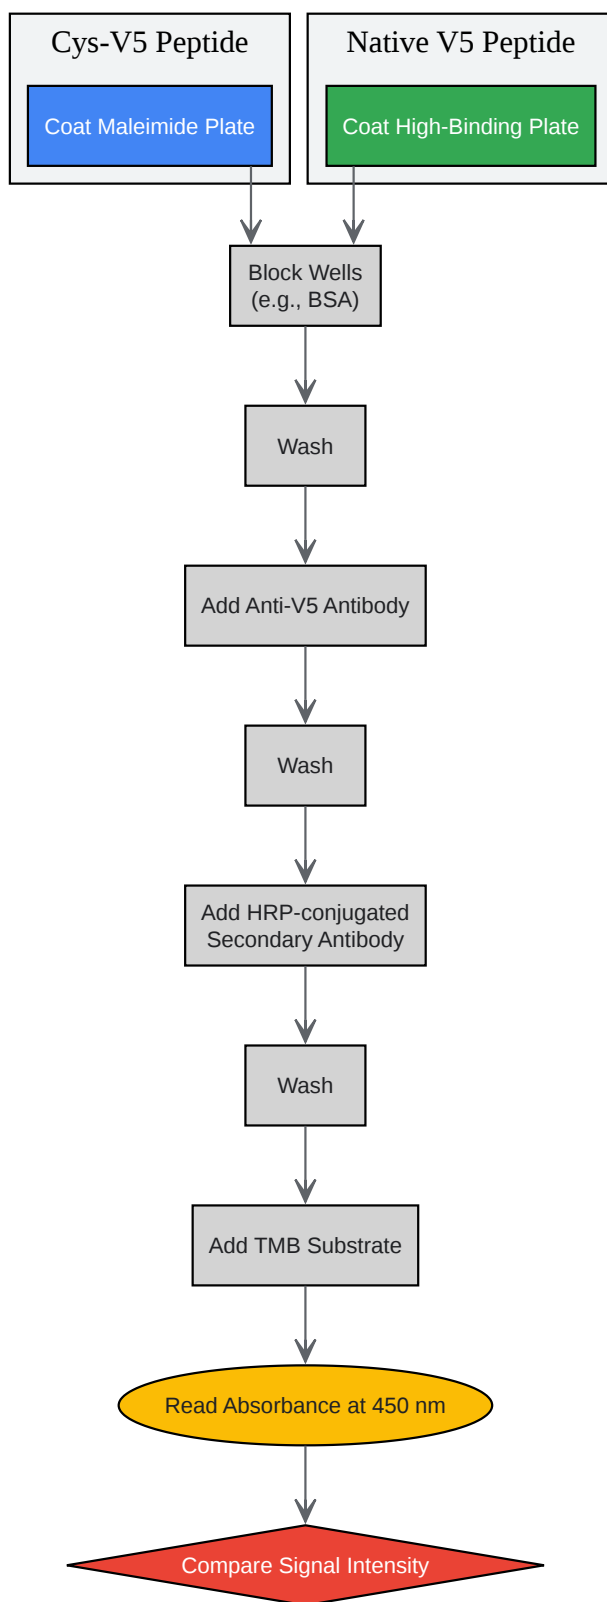 Cys-V5 Peptide
Native V5 Peptide
Coat Maleimide Plate
Coat High-Binding Plate
Block Wells
(e.g., BSA)
Wash
Add Anti-V5 Antibody
Wash
Add HRP-conjugated
Secondary Antibody
Wash
Add TMB Substrate
Read Absorbance at 450 nm
Compare Signal Intensity